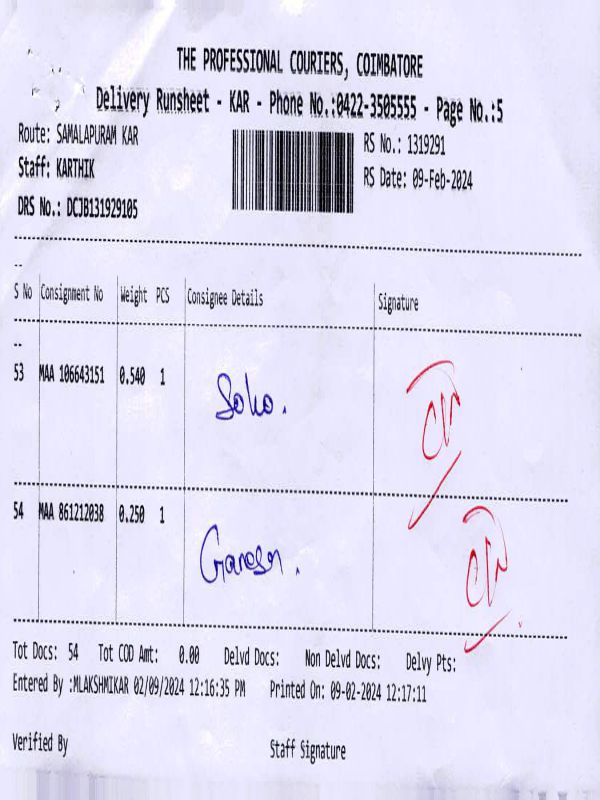 THE PROFESSIONAL COURIERS, COIMBATORE
Delivery Runsheet - KAR - Phone No.:0422-3505555 - Page No.:5
Route: SAMALAPURAM KAR
RS No.: 1319291
Staff: KARTHIK
RS Date: 09-Feb-2024
DRS No.: DCJB131929105
--
S No Consignment No Weight PCS Consignee Details Signature
--
53 MAA 106643151 0.540 1 Soko.
54 MAA 861212038 0.250 1 Ganesh.
Tot Docs: 54 Tot COD Amt: 0.00 Delvd Docs: Non Delvd Docs: Delvy Pts:
Entered By :MLAKSHMIKAR 02/09/2024 12:16:35 PM Printed On: 09-02-2024 12:17:11
Verified By Staff Signature